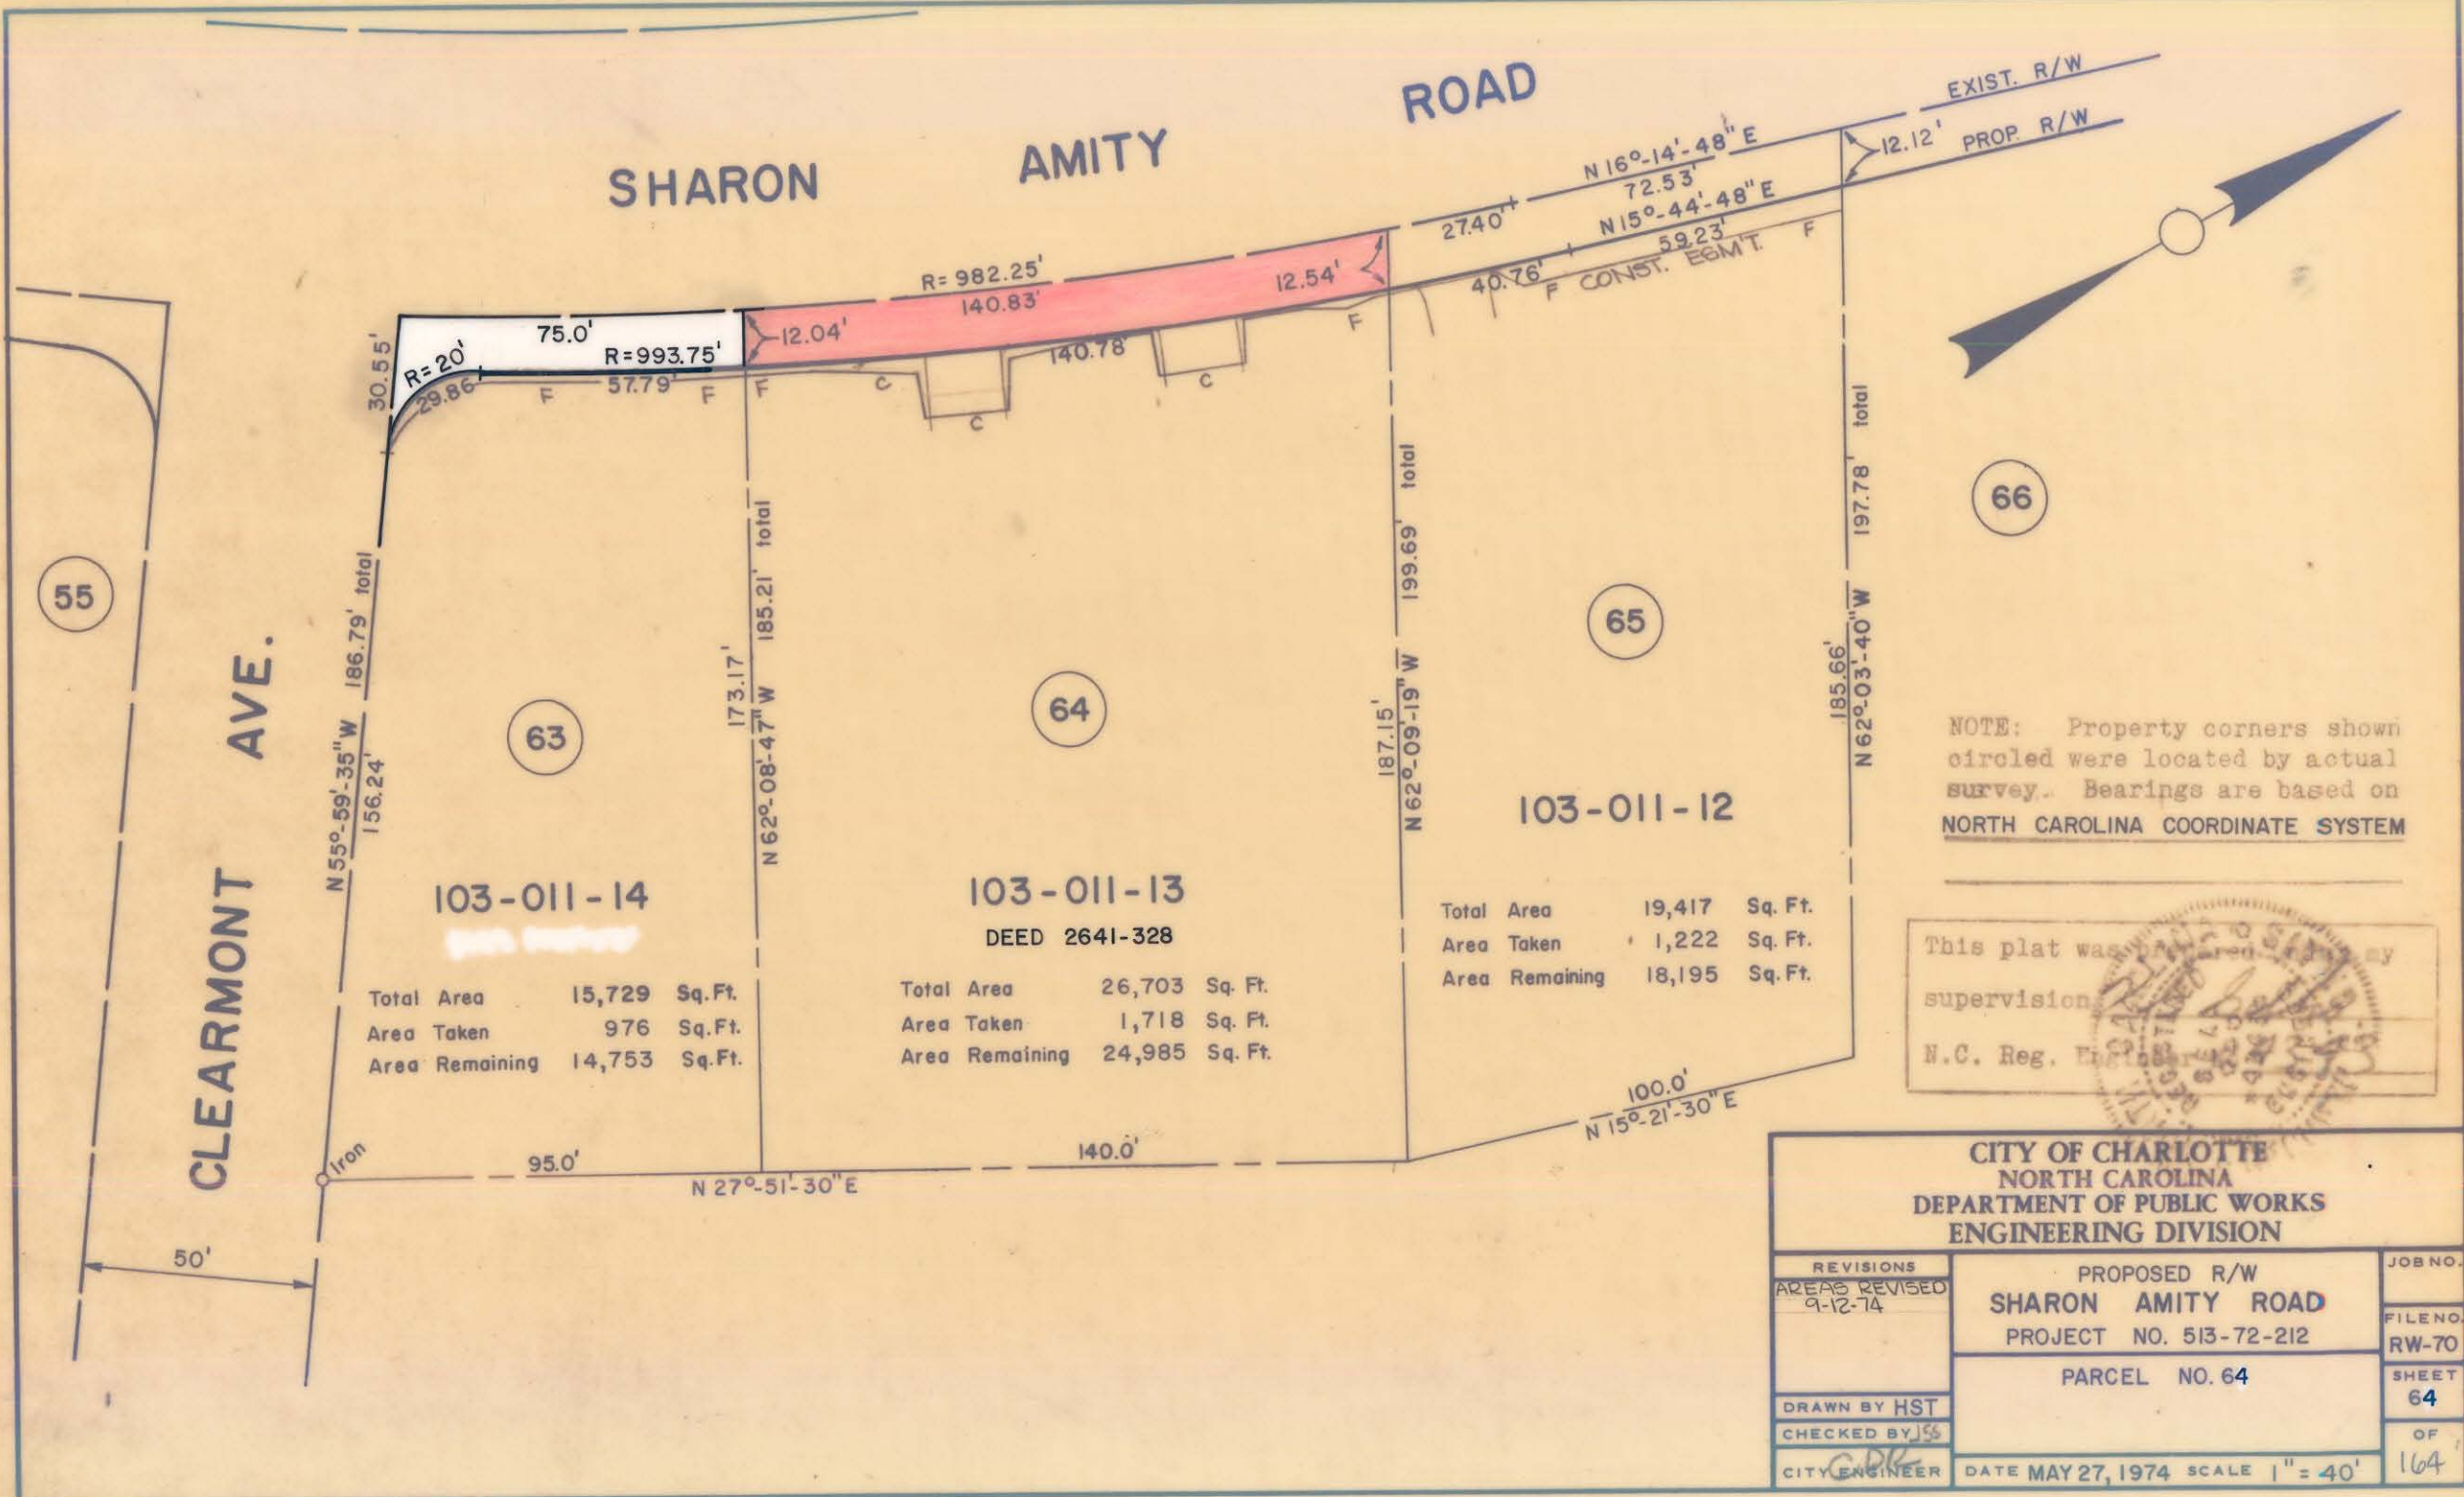 SHARON AMITY ROAD
EXIST. R/W
12.12' PROP. R/W
N 16°-14'-48" E
72.53'
N 15°-44'-48" E
59.23'
27.40'
40.76'
F CONST. ESM'T. F
R= 982.25'
140.83'
12.54'
12.04'
140.78'
75.0'
R=993.75'
R=20'
29.86'
57.79'
30.55'
F
F
F
C
C
C
F
55
63
64
65
66
CLEARMONT AVE.
50'
N 55°-59'-35" W 186.79' total
156.24'
173.17'
N 62°-08'-47" W 185.21' total
187.15'
N 62°-09'-19" W 199.69' total
185.66'
N 62°-03'-40" W 197.78' total
103-011-14
Total Area 15,729 Sq.Ft.
Area Taken 976 Sq.Ft.
Area Remaining 14,753 Sq.Ft.
103-011-13
DEED 2641-328
Total Area 26,703 Sq. Ft.
Area Taken 1,718 Sq. Ft.
Area Remaining 24,985 Sq. Ft.
103-011-12
Total Area 19,417 Sq. Ft.
Area Taken 1,222 Sq. Ft.
Area Remaining 18,195 Sq. Ft.
Iron
95.0'
140.0'
N 27°-51'-30" E
100.0'
N 15°-21'-30" E
NOTE: Property corners shown
circled were located by actual
survey. Bearings are based on
NORTH CAROLINA COORDINATE SYSTEM
This plat was prepared my
supervision
N.C. Reg. Engineer
CITY OF CHARLOTTE
NORTH CAROLINA
DEPARTMENT OF PUBLIC WORKS
ENGINEERING DIVISION
REVISIONS
AREAS REVISED
9-12-74
PROPOSED R/W
SHARON AMITY ROAD
PROJECT NO. 513-72-212
PARCEL NO. 64
JOB NO.
FILE NO.
RW-70
SHEET
64
OF
164
DRAWN BY HST
CHECKED BY JSS
CITY ENGINEER
DATE MAY 27, 1974 SCALE 1" = 40'